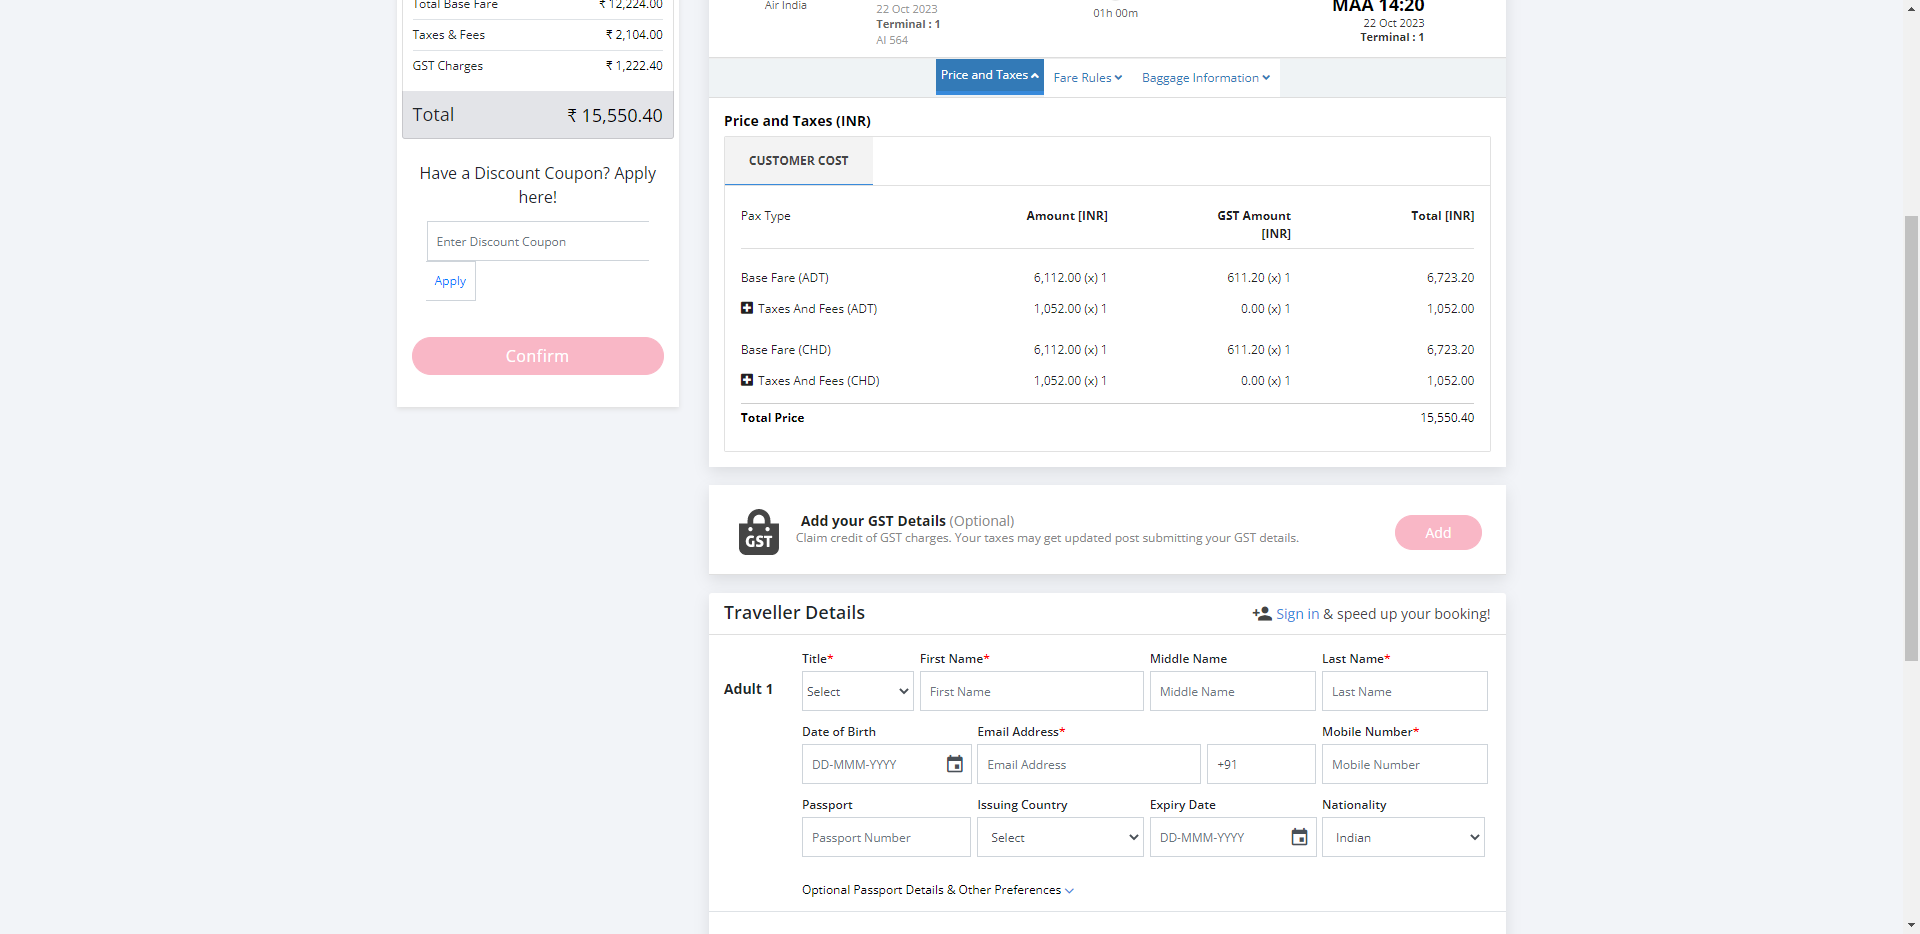 Total Base Fare ₹ 12,224.00
Taxes & Fees ₹ 2,104.00
GST Charges ₹ 1,222.40
Total ₹ 15,550.40
Have a Discount Coupon? Apply
here!
Enter Discount Coupon
Apply
Confirm
Air India
22 Oct 2023
Terminal : 1
AI 564
01h 00m
MAA 14:20
22 Oct 2023
Terminal : 1
Price and Taxes Fare Rules Baggage Information
Price and Taxes (INR)
CUSTOMER COST
Pax Type Amount [INR] GST Amount Total [INR]
[INR]
Base Fare (ADT) 6,112.00 (x) 1 611.20 (x) 1 6,723.20
Taxes And Fees (ADT) 1,052.00 (x) 1 0.00 (x) 1 1,052.00
Base Fare (CHD) 6,112.00 (x) 1 611.20 (x) 1 6,723.20
Taxes And Fees (CHD) 1,052.00 (x) 1 0.00 (x) 1 1,052.00
Total Price 15,550.40
GST
Add your GST Details (Optional)
Claim credit of GST charges. Your taxes may get updated post submitting your GST details.
Add
Traveller Details Sign in & speed up your booking!
Title* First Name* Middle Name Last Name*
Adult 1 Select First Name Middle Name Last Name
Date of Birth Email Address* Mobile Number*
DD-MMM-YYYY Email Address +91 Mobile Number
Passport Issuing Country Expiry Date Nationality
Passport Number Select DD-MMM-YYYY Indian
Optional Passport Details & Other Preferences